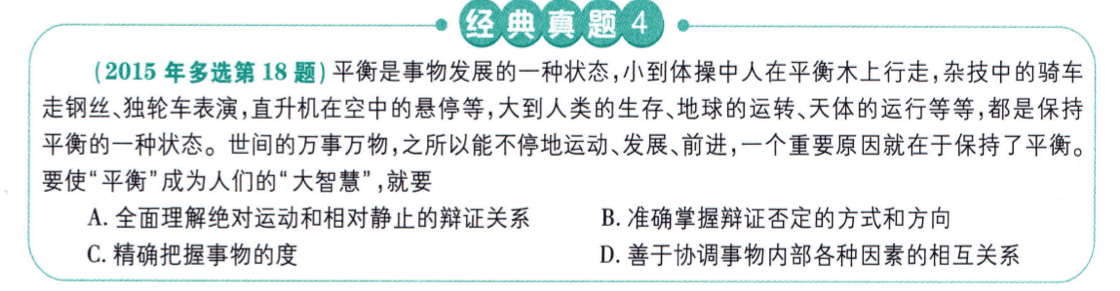 经典真题4
(2015年多选第18题)平衡是事物发展的一种状态,小到体操中人在平衡木上行走,杂技中的骑车
走钢丝、独轮车表演,直升机在空中的悬停等,大到人类的生存、地球的运转、天体的运行等等,都是保持
平衡的一种状态。世间的万事万物,之所以能不停地运动、发展、前进,一个重要原因就在于保持了平衡。
要使“平衡”成为人们的“大智慧”,就要
A. 全面理解绝对运动和相对静止的辩证关系 B. 准确掌握辩证否定的方式和方向
C. 精确把握事物的度 D. 善于协调事物内部各种因素的相互关系